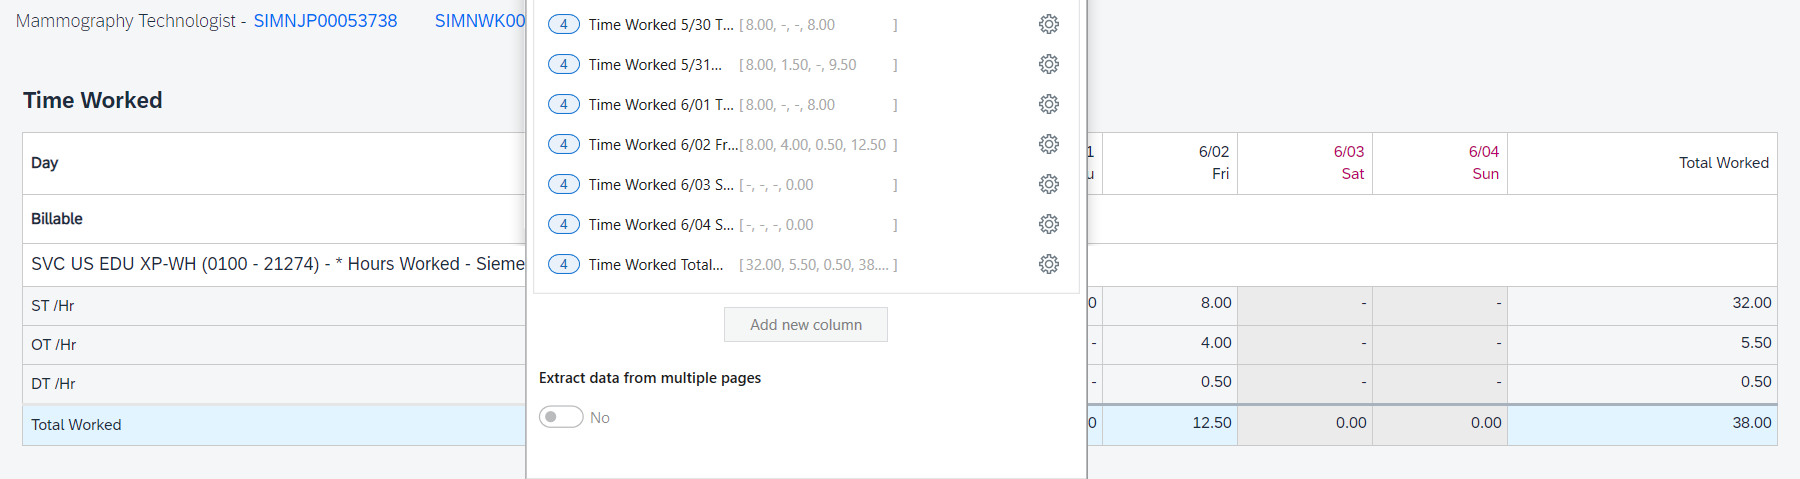 Mammography Technologist - SIMNJP00053738 SIMNWK00
Time Worked
Day
Billable
SVC US EDU XP-WH (0100 - 21274) - * Hours Worked - Sieme
ST /Hr
OT /Hr
DT /Hr
Total Worked
4 Time Worked 5/30 T... [ 8.00, -, -, 8.00 ]
4 Time Worked 5/31... [ 8.00, 1.50, -, 9.50 ]
4 Time Worked 6/01 T... [ 8.00, -, -, 8.00 ]
4 Time Worked 6/02 Fr... [ 8.00, 4.00, 0.50, 12.50 ]
4 Time Worked 6/03 S... [ -, -, -, 0.00 ]
4 Time Worked 6/04 S... [ -, -, -, 0.00 ]
4 Time Worked Total... [ 32.00, 5.50, 0.50, 38.... ]
Add new column
Extract data from multiple pages
No
1 6/02 6/03 6/04 Total Worked
u Fri Sat Sun
0 8.00 - - 32.00
- 4.00 - - 5.50
- 0.50 - - 0.50
0 12.50 0.00 0.00 38.00